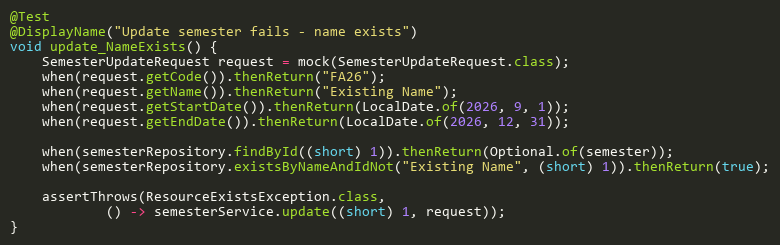 @Test
@DisplayName("Update semester fails - name exists")
void update_NameExists() {
    SemesterUpdateRequest request = mock(SemesterUpdateRequest.class);
    when(request.getCode()).thenReturn("FA26");
    when(request.getName()).thenReturn("Existing Name");
    when(request.getStartDate()).thenReturn(LocalDate.of(2026, 9, 1));
    when(request.getEndDate()).thenReturn(LocalDate.of(2026, 12, 31));

    when(semesterRepository.findById((short) 1)).thenReturn(Optional.of(semester));
    when(semesterRepository.existsByNameAndIdNot("Existing Name", (short) 1)).thenReturn(true);

    assertThrows(ResourceExistsException.class,
            () -> semesterService.update((short) 1, request));
}